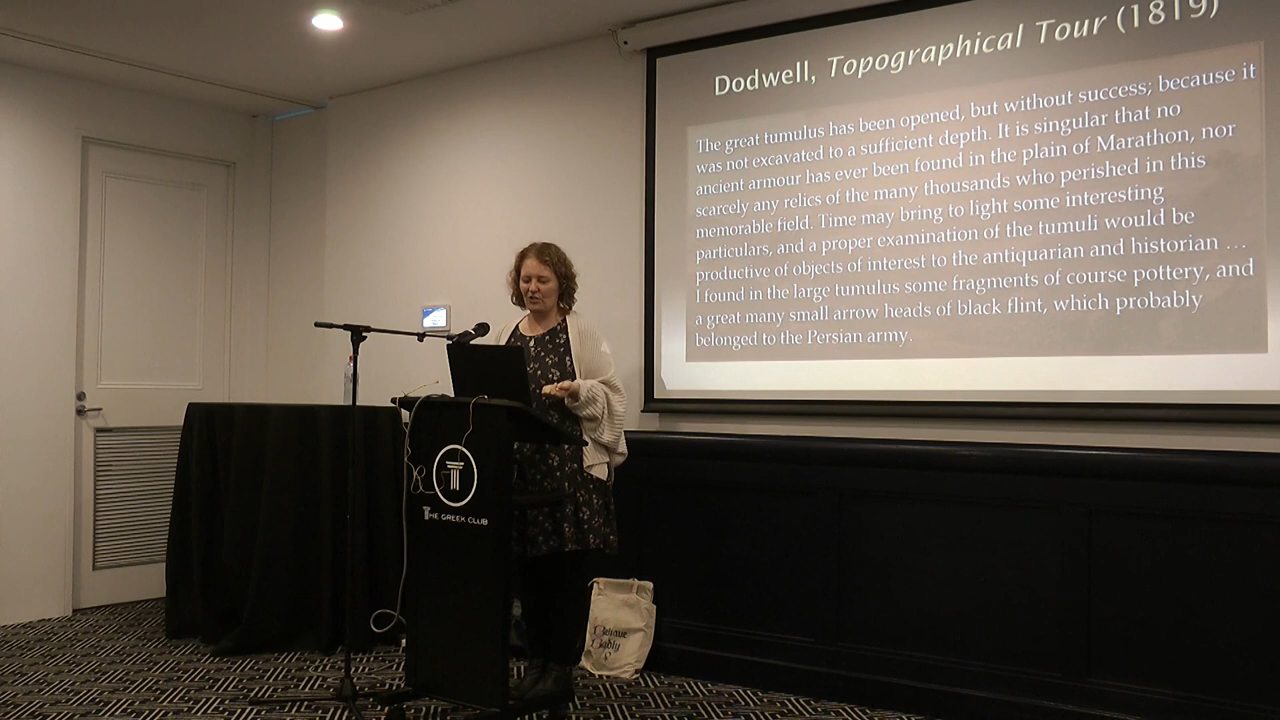 Dodwell, Topographical Tour (1819)
The great tumulus has been opened, but without success; because it
was not excavated to a sufficient depth. It is singular that no
ancient armour has ever been found in the plain of Marathon, nor
scarcely any relics of the many thousands who perished in this
memorable field. Time may bring to light some interesting
particulars, and a proper examination of the tumuli would be
productive of objects of interest to the antiquarian and historian …
I found in the large tumulus some fragments of course pottery, and
a great many small arrow heads of black flint, which probably
belonged to the Persian army.
THE GREEK CLUB
Behave
Badly